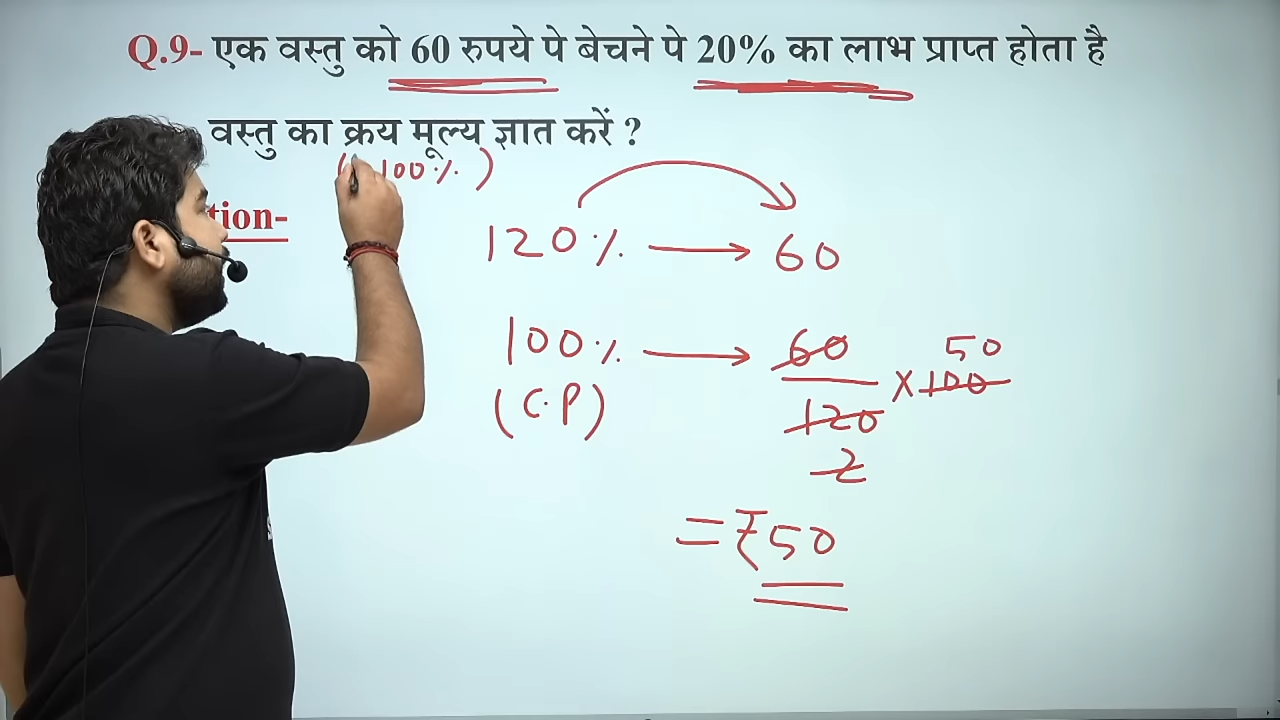 Q.9- एक वस्तु को 60 रुपये पे बेचने पे 20% का लाभ प्राप्त होता है
वस्तु का क्रय मूल्य ज्ञात करें ?
( 100% )
tion-
120% → 60
100% → 60/120 × 100
50
(C.P)
2
= ₹50